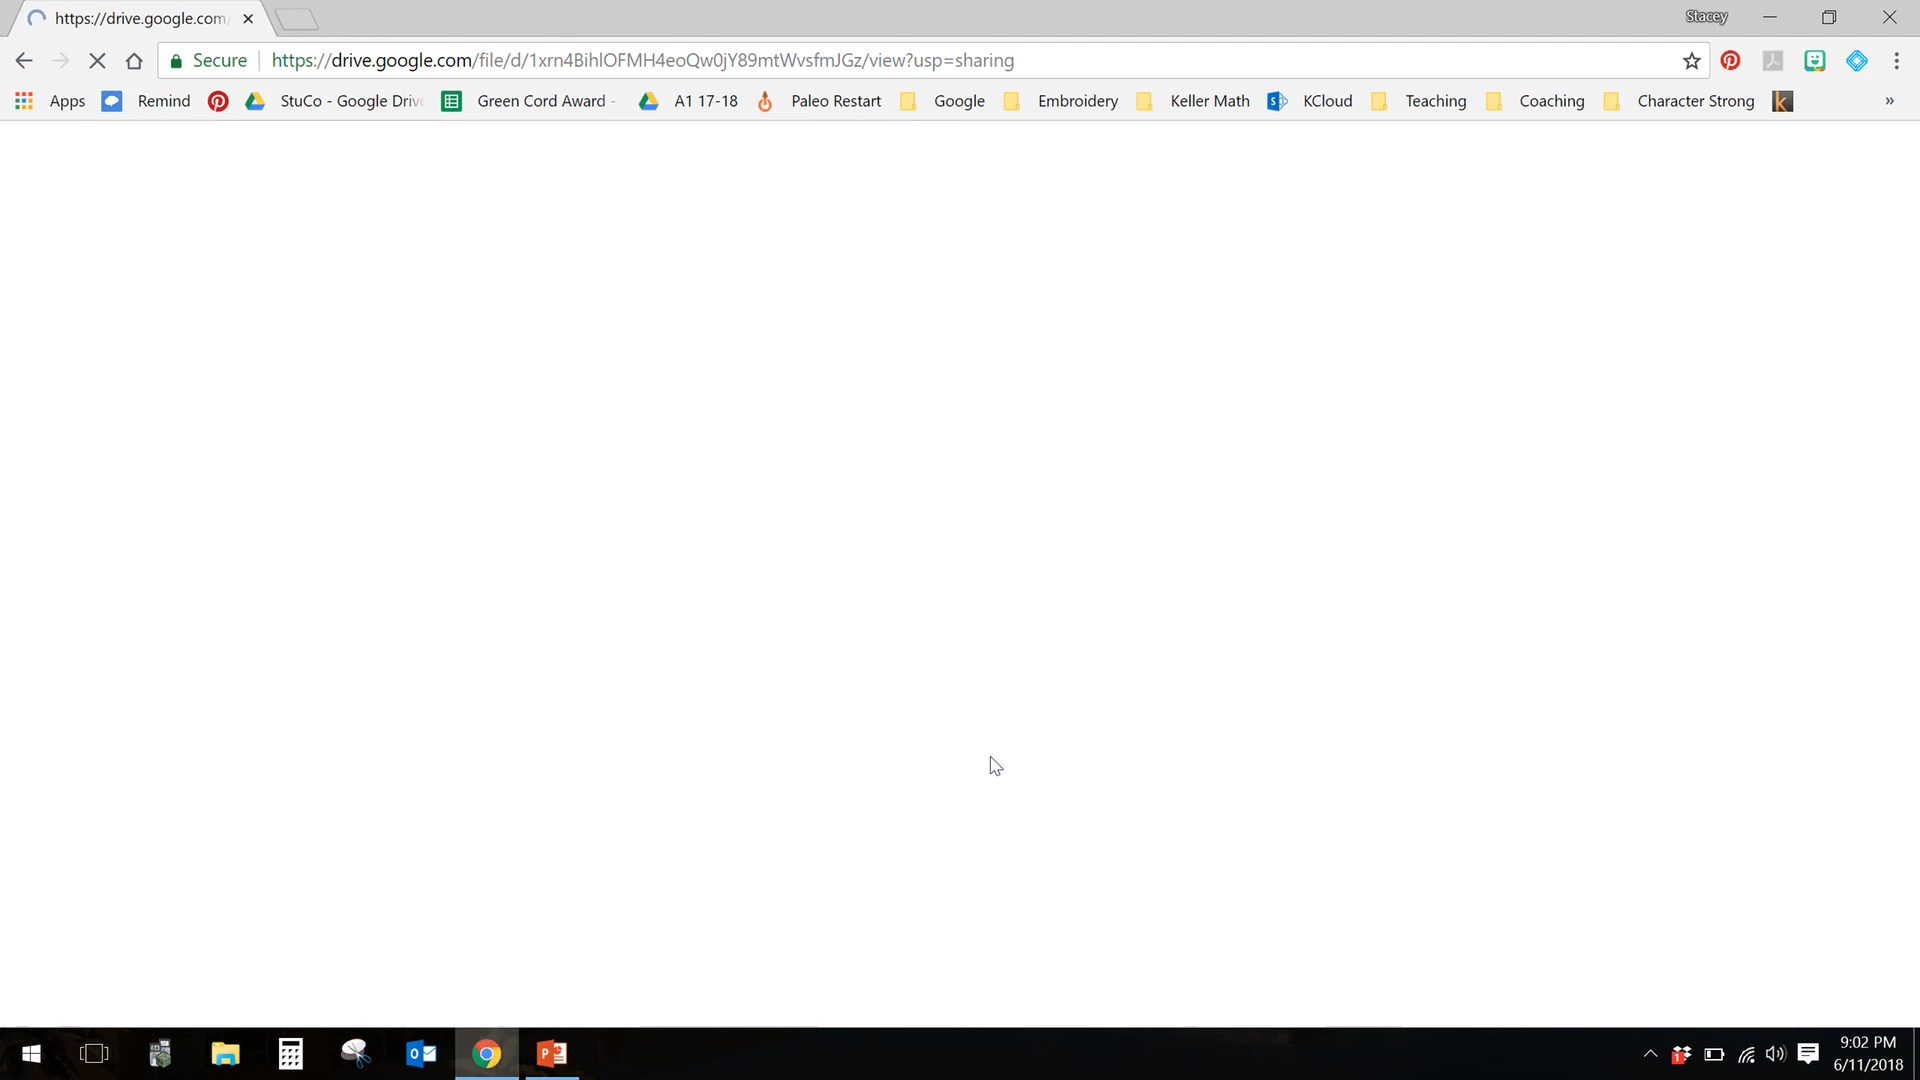 https://drive.google.com/
Stacey
Secure
https://drive.google.com/file/d/1xrn4BihlOFMH4eoQw0jY89mtWvsfmJGz/view?usp=sharing
Apps Remind StuCo - Google Drive Green Cord Award - A1 17-18 Paleo Restart Google Embroidery Keller Math KCloud Teaching Coaching Character Strong k »
9:02 PM
6/11/2018